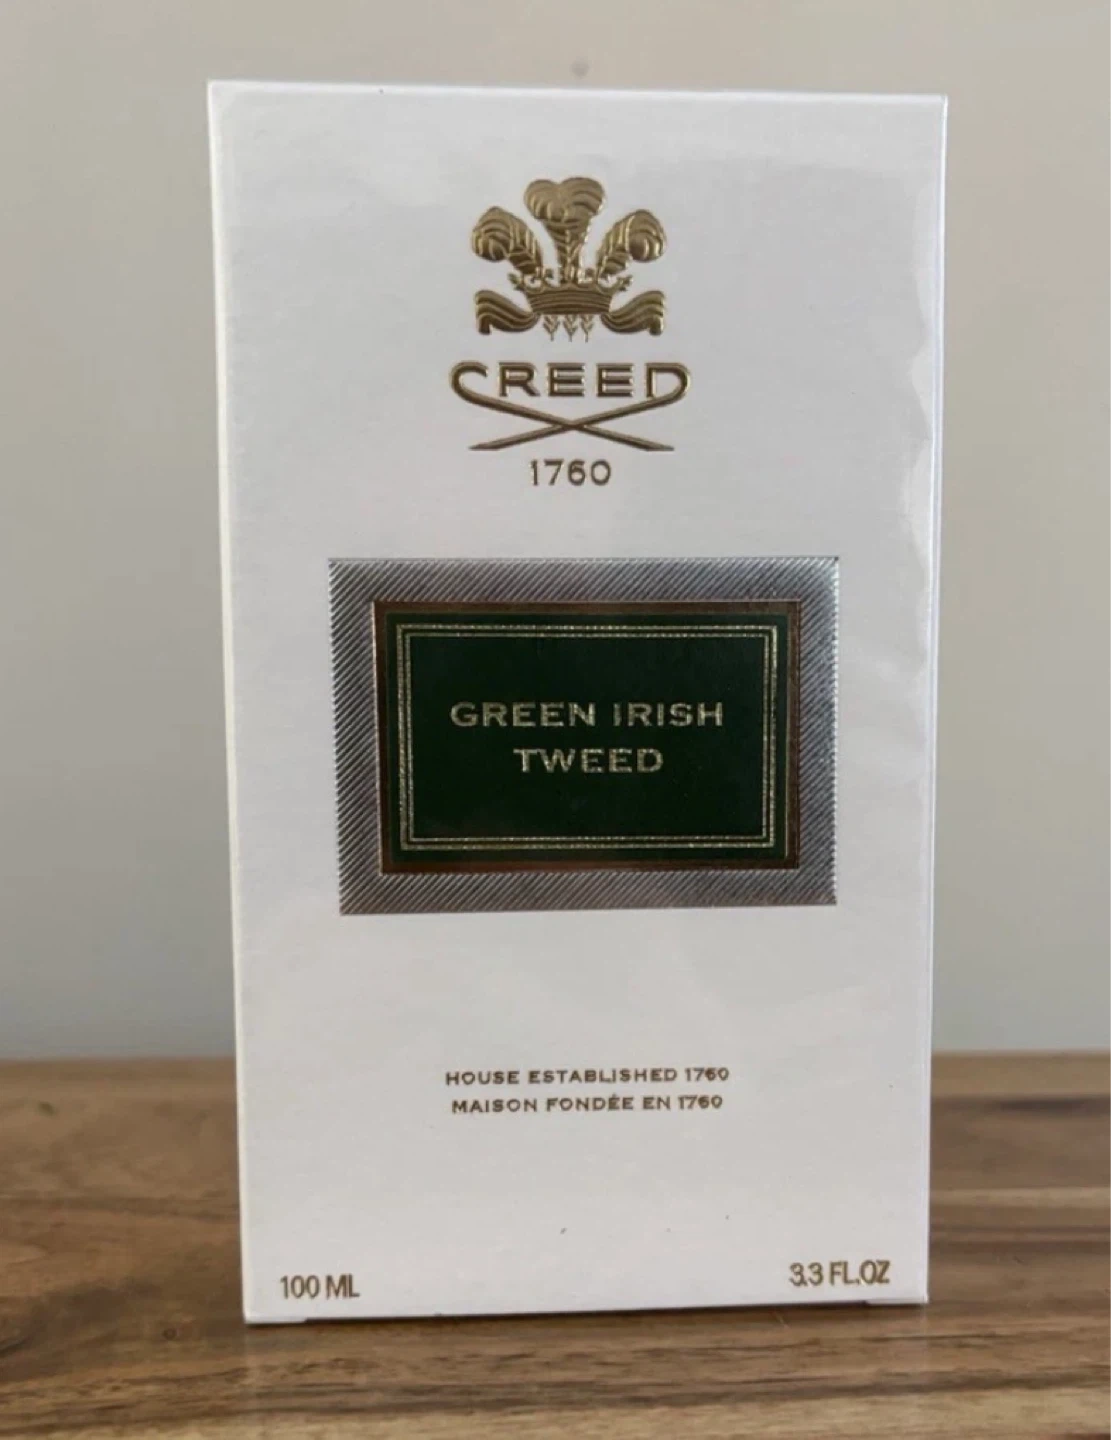 CREED
1760
GREEN IRISH
TWEED
HOUSE ESTABLISHED 1760
MAISON FONDÉE EN 1760
100 ML
3.3 FL.OZ